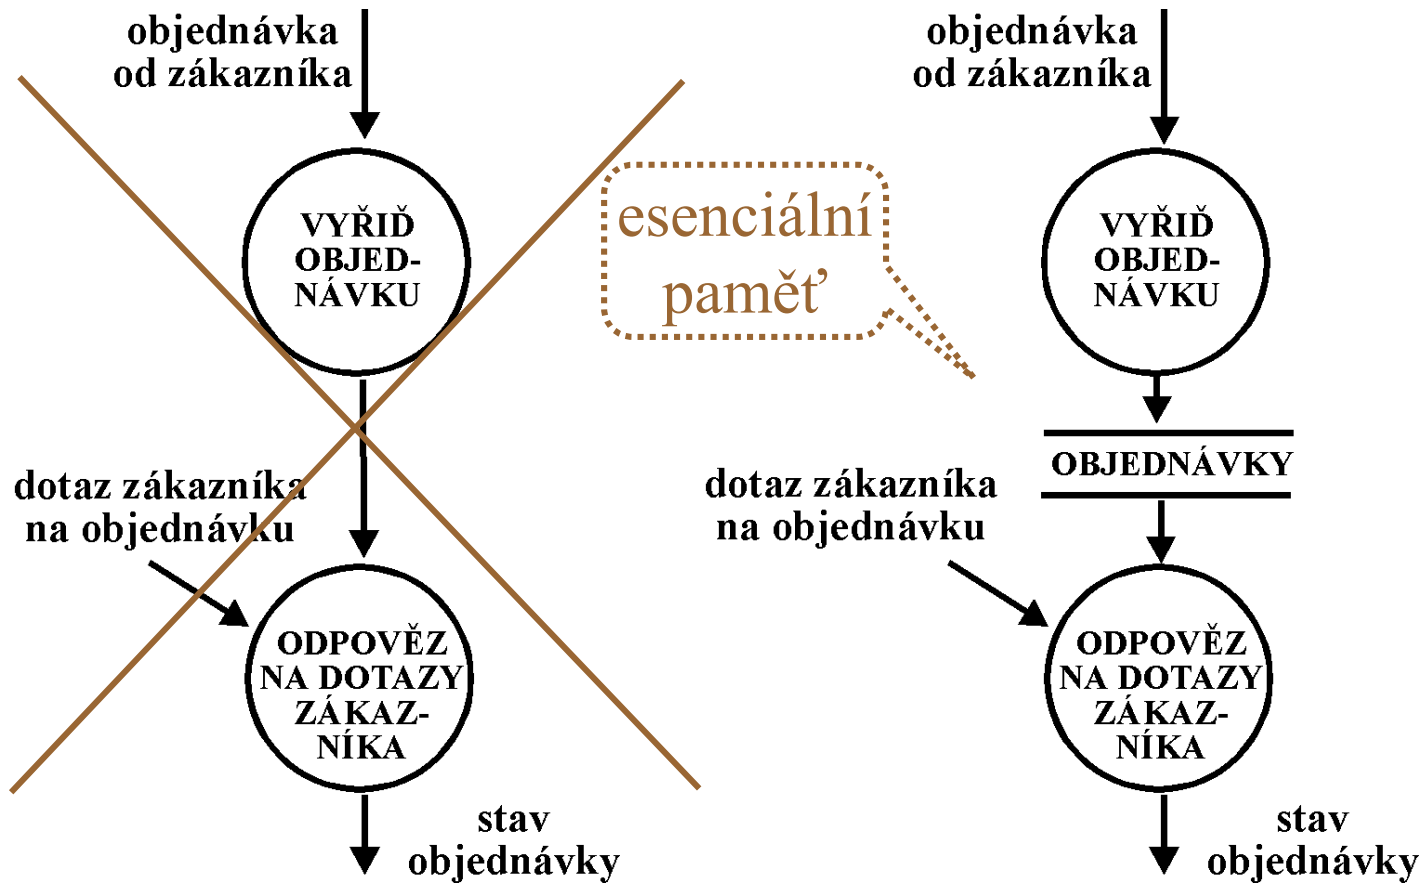 objednávka
od zákazníka
VYŘIĎ
OBJED-
NÁVKU
dotaz zákazníka
na objednávku
ODPOVĚZ
NA DOTAZY
ZÁKAZ-
NÍKA
stav
objednávky
esenciální
paměť
objednávka
od zákazníka
VYŘIĎ
OBJED-
NÁVKU
OBJEDNÁVKY
dotaz zákazníka
na objednávku
ODPOVĚZ
NA DOTAZY
ZÁKAZ-
NÍKA
stav
objednávky